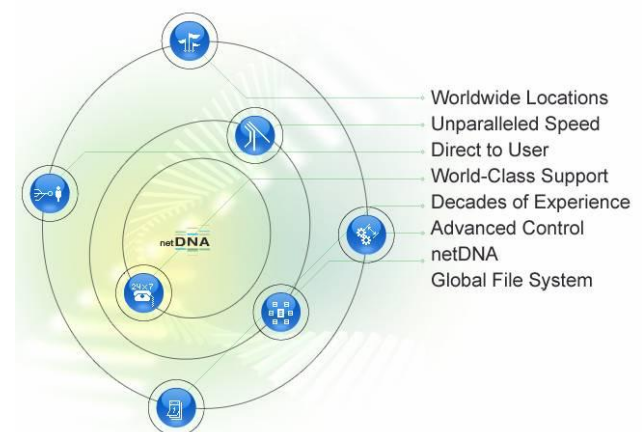 Worldwide Locations
Unparalleled Speed
Direct to User
World-Class Support
Decades of Experience
Advanced Control
netDNA
Global File System
netDNA
24x7